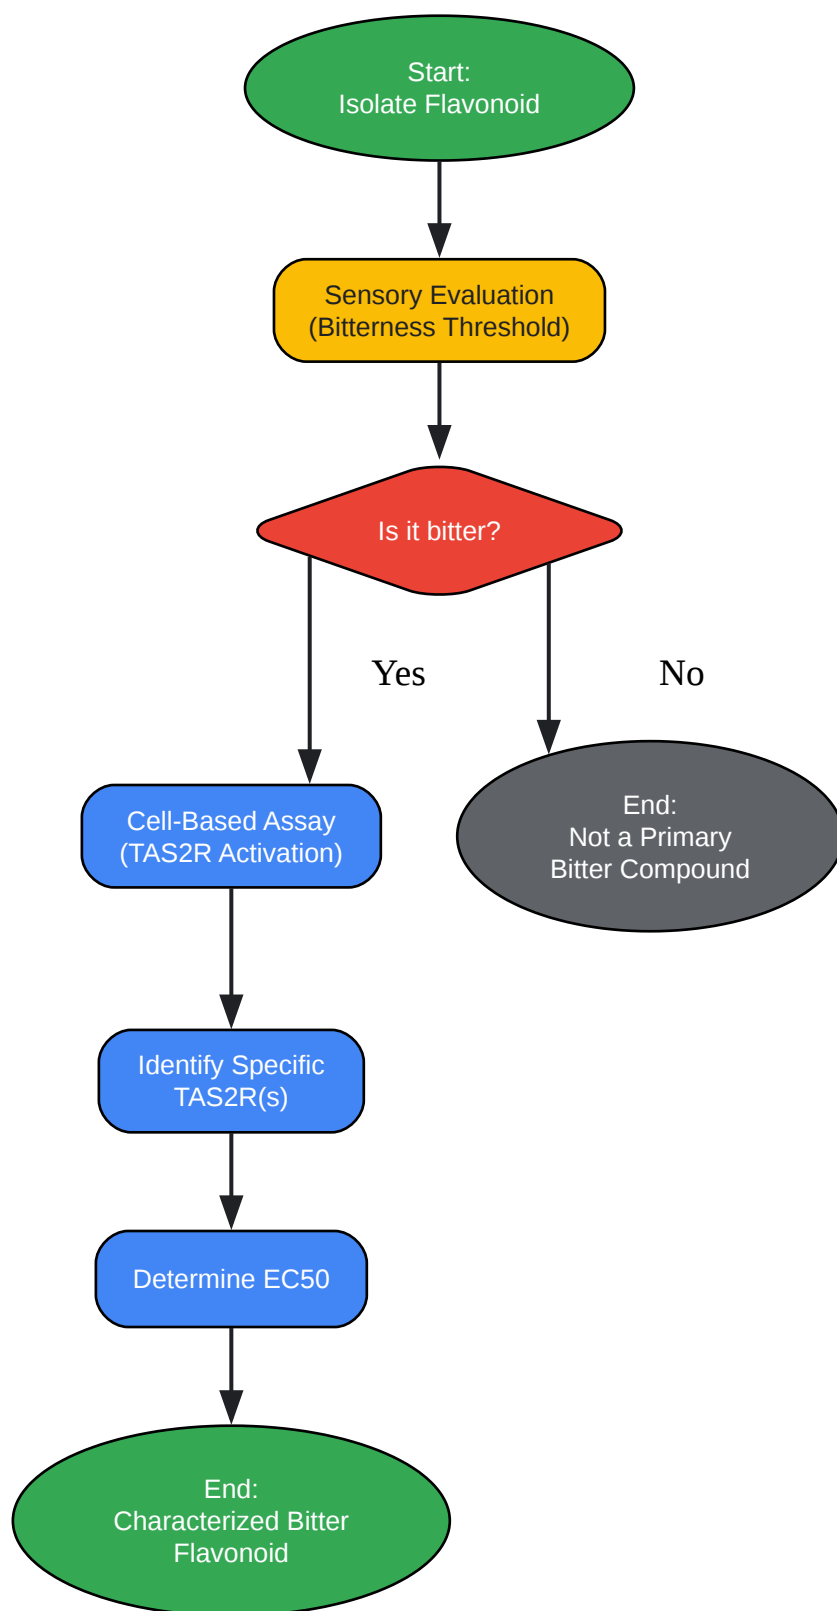 Start:
Isolate Flavonoid
Sensory Evaluation
(Bitterness Threshold)
Is it bitter?
Yes
No
Cell-Based Assay
(TAS2R Activation)
End:
Not a Primary
Bitter Compound
Identify Specific
TAS2R(s)
Determine EC50
End:
Characterized Bitter
Flavonoid